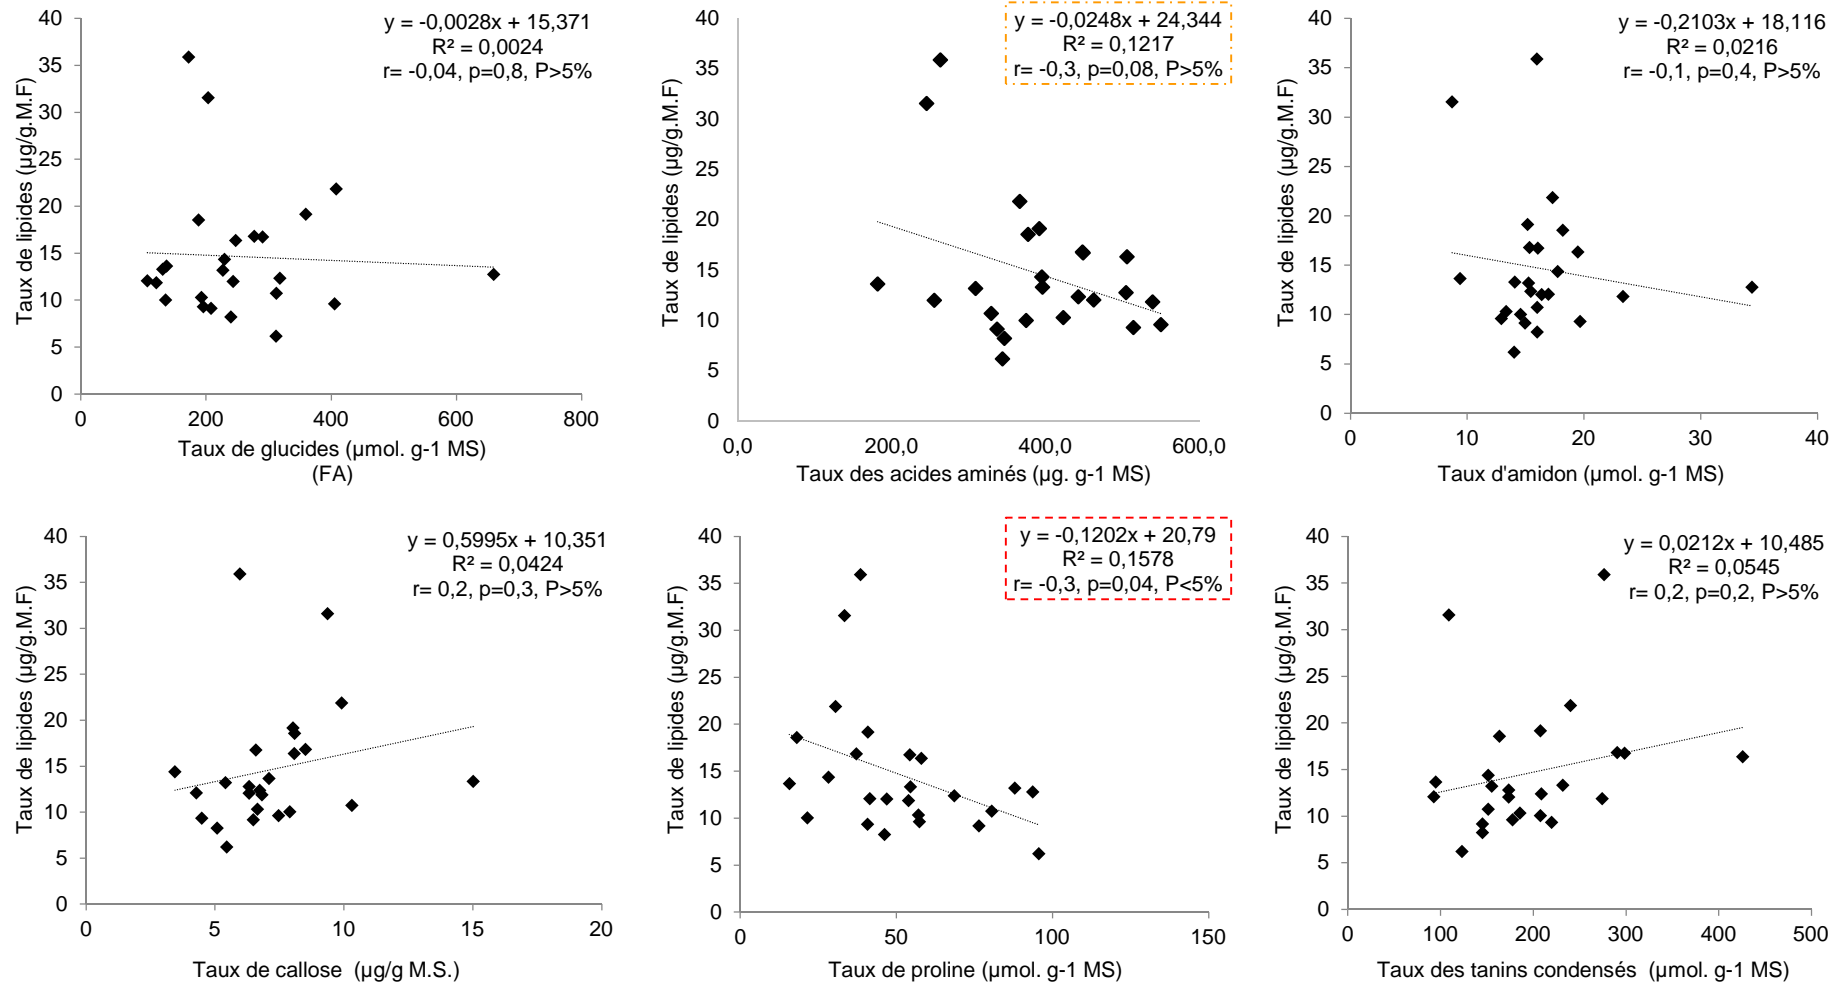 y = -0,0028x + 15,371
R² = 0,0024
r= -0,04, p=0,8, P>5%
Taux de lipides (µg/g.M.F)
40
35
30
25
20
15
10
5
0
0 200 400 600 800
Taux de glucides (µmol. g-1 MS)
(FA)
y = -0,0248x + 24,344
R² = 0,1217
r= -0,3, p=0,08, P>5%
Taux de lipides (µg/g.M.F)
40
35
30
25
20
15
10
5
0
0,0 200,0 400,0 600,0
Taux des acides aminés (µg. g-1 MS)
y = -0,2103x + 18,116
R² = 0,0216
r= -0,1, p=0,4, P>5%
Taux de lipides (µg/g.M.F)
40
35
30
25
20
15
10
5
0
0 10 20 30 40
Taux d'amidon (µmol. g-1 MS)
y = 0,5995x + 10,351
R² = 0,0424
r= 0,2, p=0,3, P>5%
Taux de lipides (µg/g.M.F)
40
35
30
25
20
15
10
5
0
0 5 10 15 20
Taux de callose (µg/g M.S.)
y = -0,1202x + 20,79
R² = 0,1578
r= -0,3, p=0,04, P<5%
Taux de lipides (µg/g.M.F)
40
35
30
25
20
15
10
5
0
0 50 100 150
Taux de proline (µmol. g-1 MS)
y = 0,0212x + 10,485
R² = 0,0545
r= 0,2, p=0,2, P>5%
Taux de lipides (µg/g.M.F)
40
35
30
25
20
15
10
5
0
0 100 200 300 400 500
Taux des tanins condensés (µmol. g-1 MS)